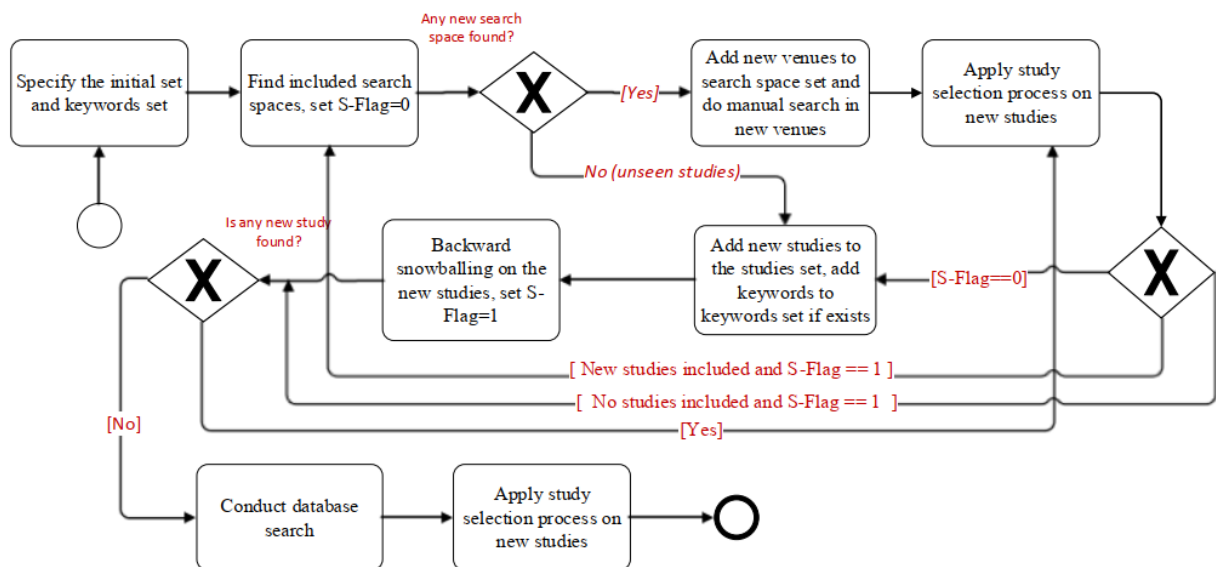 Any new search
space found?
Specify the initial set
and keywords set
Find included search
spaces, set S-Flag=0
X
[Yes]
Add new venues to
search space set and
do manual search in
new venues
Apply study
selection process on
new studies
No (unseen studies)
Is any new study
found?
X
Backward
snowballing on the
new studies, set S-
Flag=1
Add new studies to
the studies set, add
keywords to
keywords set if exists
[S-Flag==0]
X
[ New studies included and S-Flag == 1 ]
[ No studies included and S-Flag == 1 ]
[No]
[Yes]
Conduct database
search
Apply study
selection process on
new studies